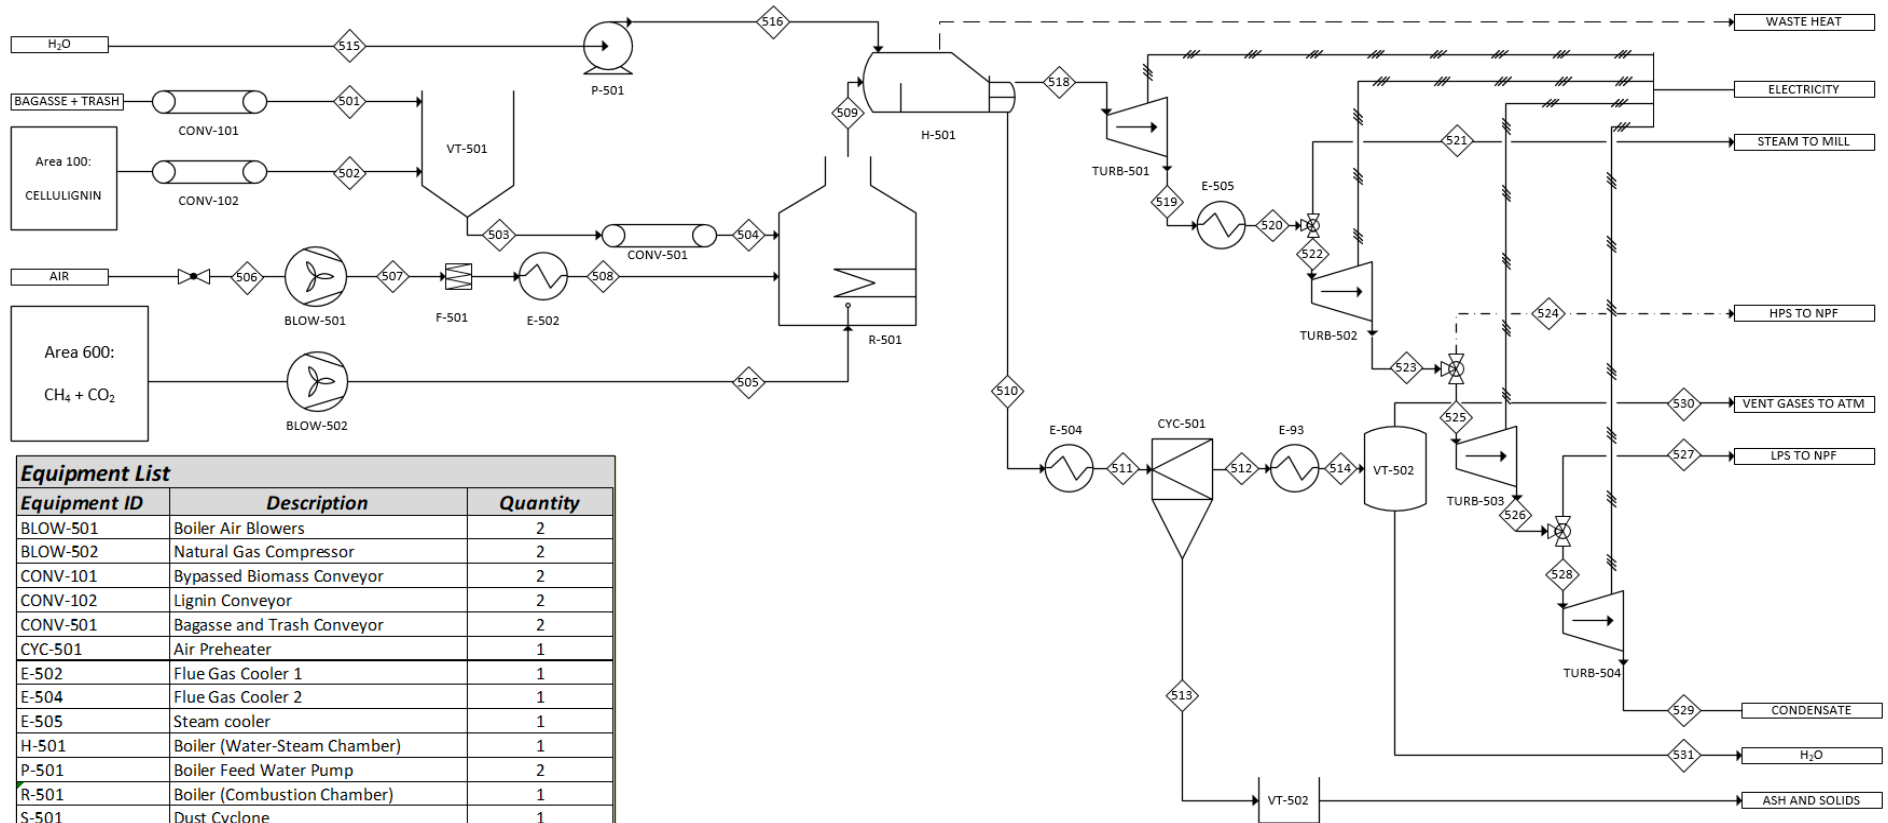 516
WASTE HEAT
H₂O
515
P-501
518
ELECTRICITY
BAGASSE + TRASH
501
CONV-101
509
H-501
521
STEAM TO MILL
VT-501
Area 100:
CELLULIGNIN
502
CONV-102
TURB-501
E-505
519
520
503
504
CONV-501
522
AIR
506
507
508
BLOW-501
F-501
E-502
524
HPS TO NPF
TURB-502
R-501
Area 600:
CH₄ + CO₂
523
505
BLOW-502
510
530
VENT GASES TO ATM
525
E-504
CYC-501
E-93
527
LPS TO NPF
511
512
514
VT-502
TURB-503
526
528
TURB-504
513
529
CONDENSATE
531
H₂O
VT-502
ASH AND SOLIDS
Equipment List
Equipment ID Description Quantity
BLOW-501 Boiler Air Blowers 2
BLOW-502 Natural Gas Compressor 2
CONV-101 Bypassed Biomass Conveyor 2
CONV-102 Lignin Conveyor 2
CONV-501 Bagasse and Trash Conveyor 2
CYC-501 Air Preheater 1
E-502 Flue Gas Cooler 1 1
E-504 Flue Gas Cooler 2 1
E-505 Steam cooler 1
H-501 Boiler (Water-Steam Chamber) 1
P-501 Boiler Feed Water Pump 2
R-501 Boiler (Combustion Chamber) 1
S-501 Dust Cyclone 1